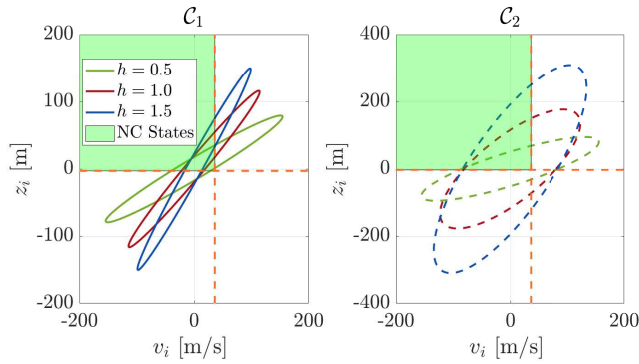 C₁
200
100
0
-100
-200
-200
0
200
z_i [m]
v_i [m/s]
h = 0.5
h = 1.0
h = 1.5
NC States
C₂
400
200
0
-200
-400
-200
0
200
z_i [m]
v_i [m/s]